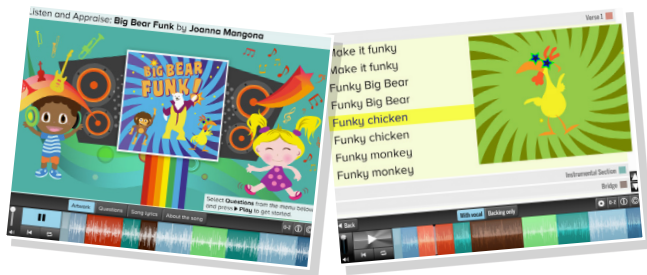 Listen and Appraise: Big Bear Funk by Joanna Mangona
BIG BEAR
FUNK!
Select Questions from the menu below
and press ▶ Play to get started.
Artwork
Questions
Song lyrics
About the song
Verse 1
Make it funky
Make it funky
Funky Big Bear
Funky Big Bear
Funky chicken
Funky chicken
Funky monkey
Funky monkey
Instrumental Section
Bridge
Back
With vocal
Backing only